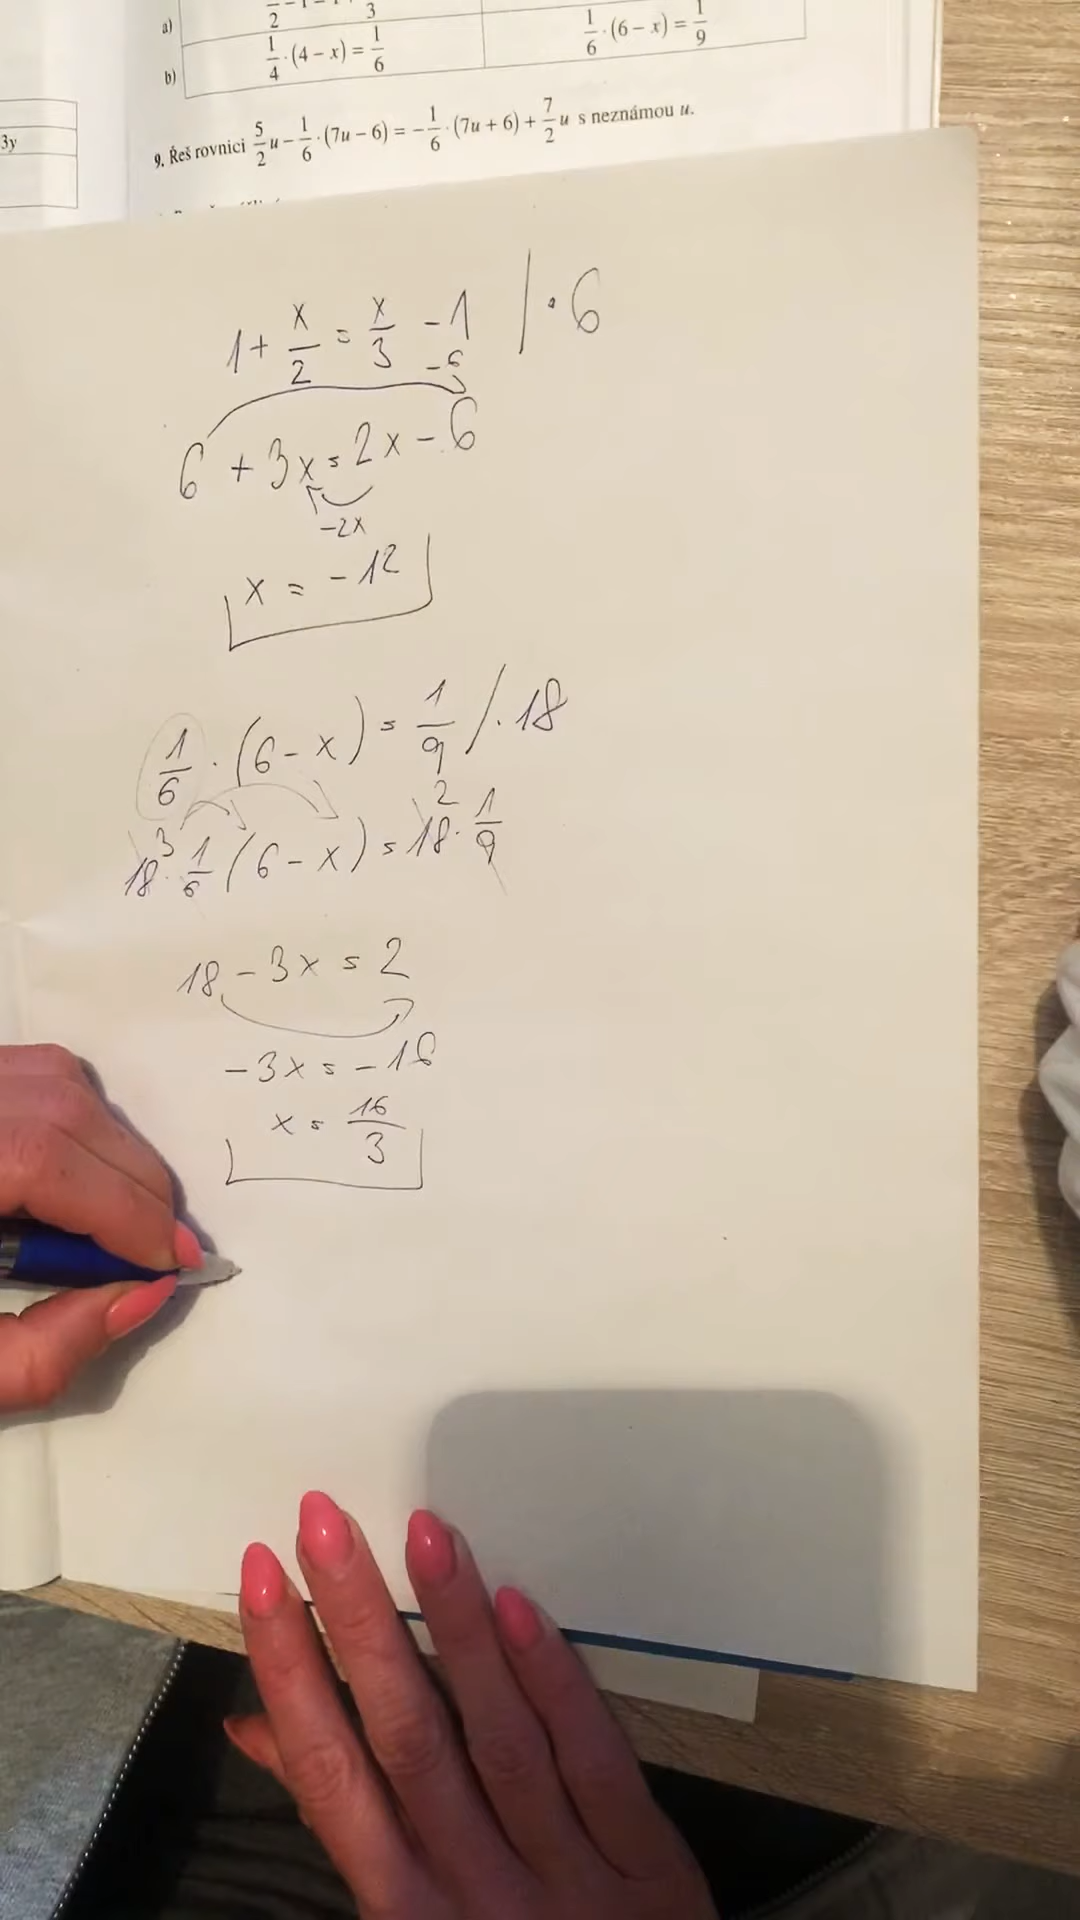 a)
b) 1/4 · (4 – x) = 1/6 1/6 · (6 – x) = 1/9
3y
9. Řeš rovnici 5/2 u – 1/6 · (7u – 6) = – 1/6 · (7u + 6) + 7/2 u s neznámou u.
1 + x/2 = x/3 - 1 / · 6
-6
6 + 3x = 2x - 6
-2x
x = -12
1/6 · (6 - x) = 1/9 / . 18
3 2
18 · 1/6 (6 - x) = 18 · 1/9
18 - 3x = 2
-3x = -16
x = 16/3